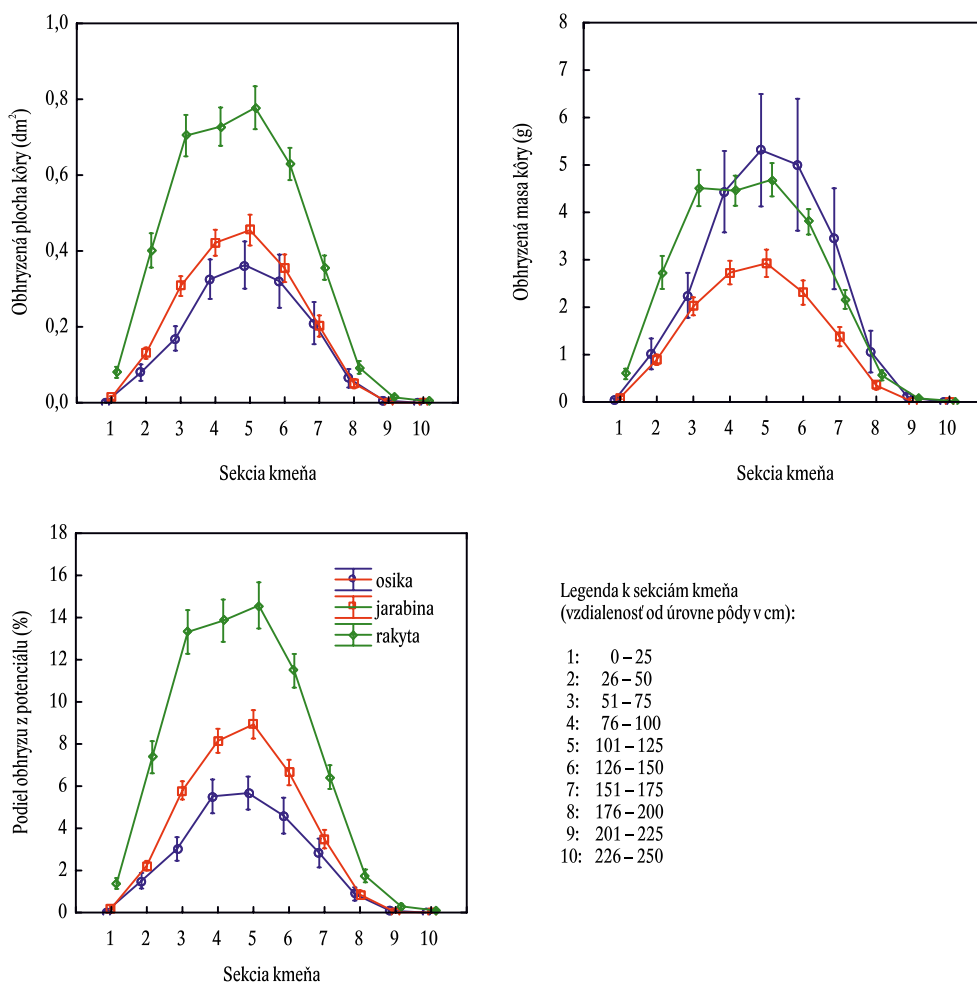 Obhryzená plocha kôry (dm²)
1,0
0,8
0,6
0,4
0,2
0,0
1 2 3 4 5 6 7 8 9 10
Sekcia kmeňa
Obhryzená masa kôry (g)
8
7
6
5
4
3
2
1
0
1 2 3 4 5 6 7 8 9 10
Sekcia kmeňa
Podiel obhryzu z potenciálu (%)
18
16
14
12
10
8
6
4
2
0
1 2 3 4 5 6 7 8 9 10
Sekcia kmeňa
osika
jarabina
rakyta
Legenda k sekciám kmeňa
(vzdialenosť od úrovne pôdy v cm):
1: 0 – 25
2: 26 – 50
3: 51 – 75
4: 76 – 100
5: 101 – 125
6: 126 – 150
7: 151 – 175
8: 176 – 200
9: 201 – 225
10: 226 – 250